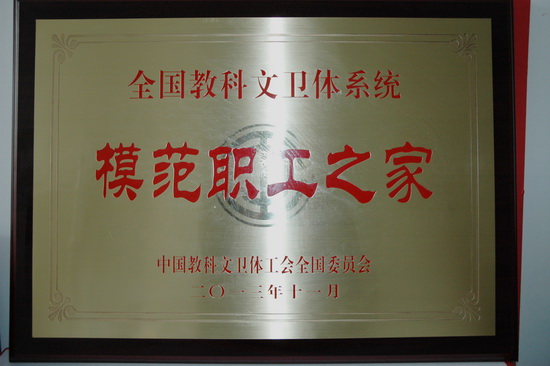 全国教科文卫体系统
模范职工之家
中国教科文卫体工会全国委员会
二〇一三年十一月